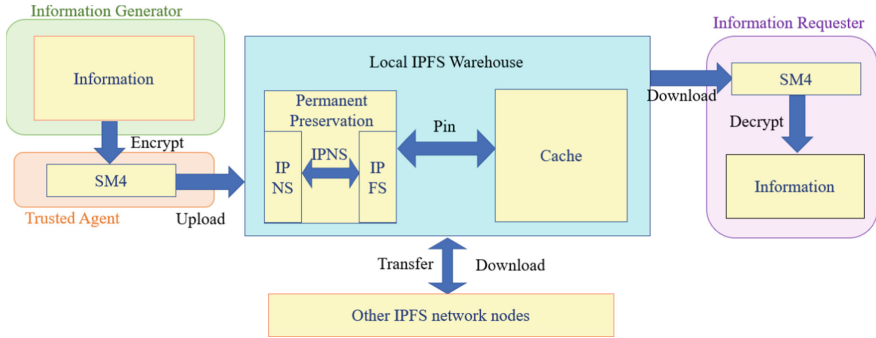 Information Generator
Information
Encrypt
SM4
Trusted Agent
Upload
Local IPFS Warehouse
Permanent
Preservation
IP
NS
IPNS
IP
FS
Pin
Cache
Transfer
Download
Other IPFS network nodes
Download
Information Requester
SM4
Decrypt
Information